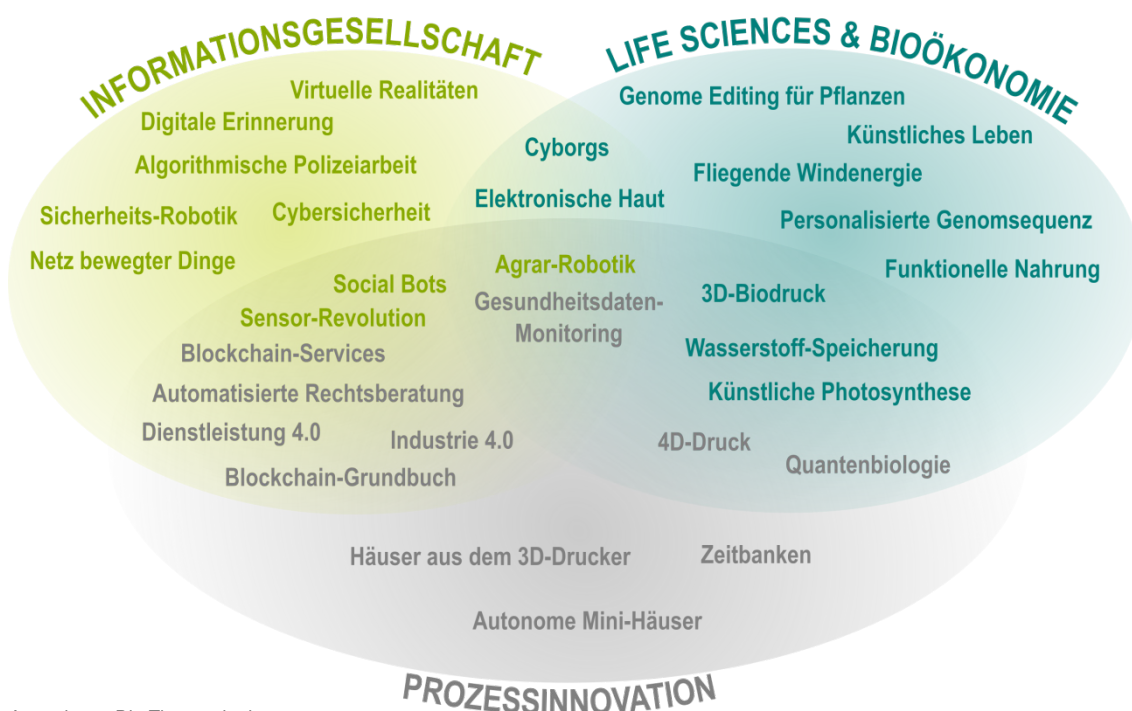 INFORMATIONSGESELLSCHAFT
LIFE SCIENCES & BIOÖKONOMIE
Virtuelle Realitäten
Digitale Erinnerung
Algorithmische Polizeiarbeit
Sicherheits-Robotik
Cybersicherheit
Netz bewegter Dinge
Social Bots
Sensor-Revolution
Blockchain-Services
Automatisierte Rechtsberatung
Dienstleistung 4.0
Industrie 4.0
Blockchain-Grundbuch
Cyborgs
Elektronische Haut
Agrar-Robotik
Gesundheitsdaten-
Monitoring
Genome Editing für Pflanzen
Künstliches Leben
Fliegende Windenergie
Personalisierte Genomsequenz
Funktionelle Nahrung
3D-Biodruck
Wasserstoff-Speicherung
Künstliche Photosynthese
4D-Druck
Quantenbiologie
Häuser aus dem 3D-Drucker
Zeitbanken
Autonome Mini-Häuser
PROZESSINNOVATION